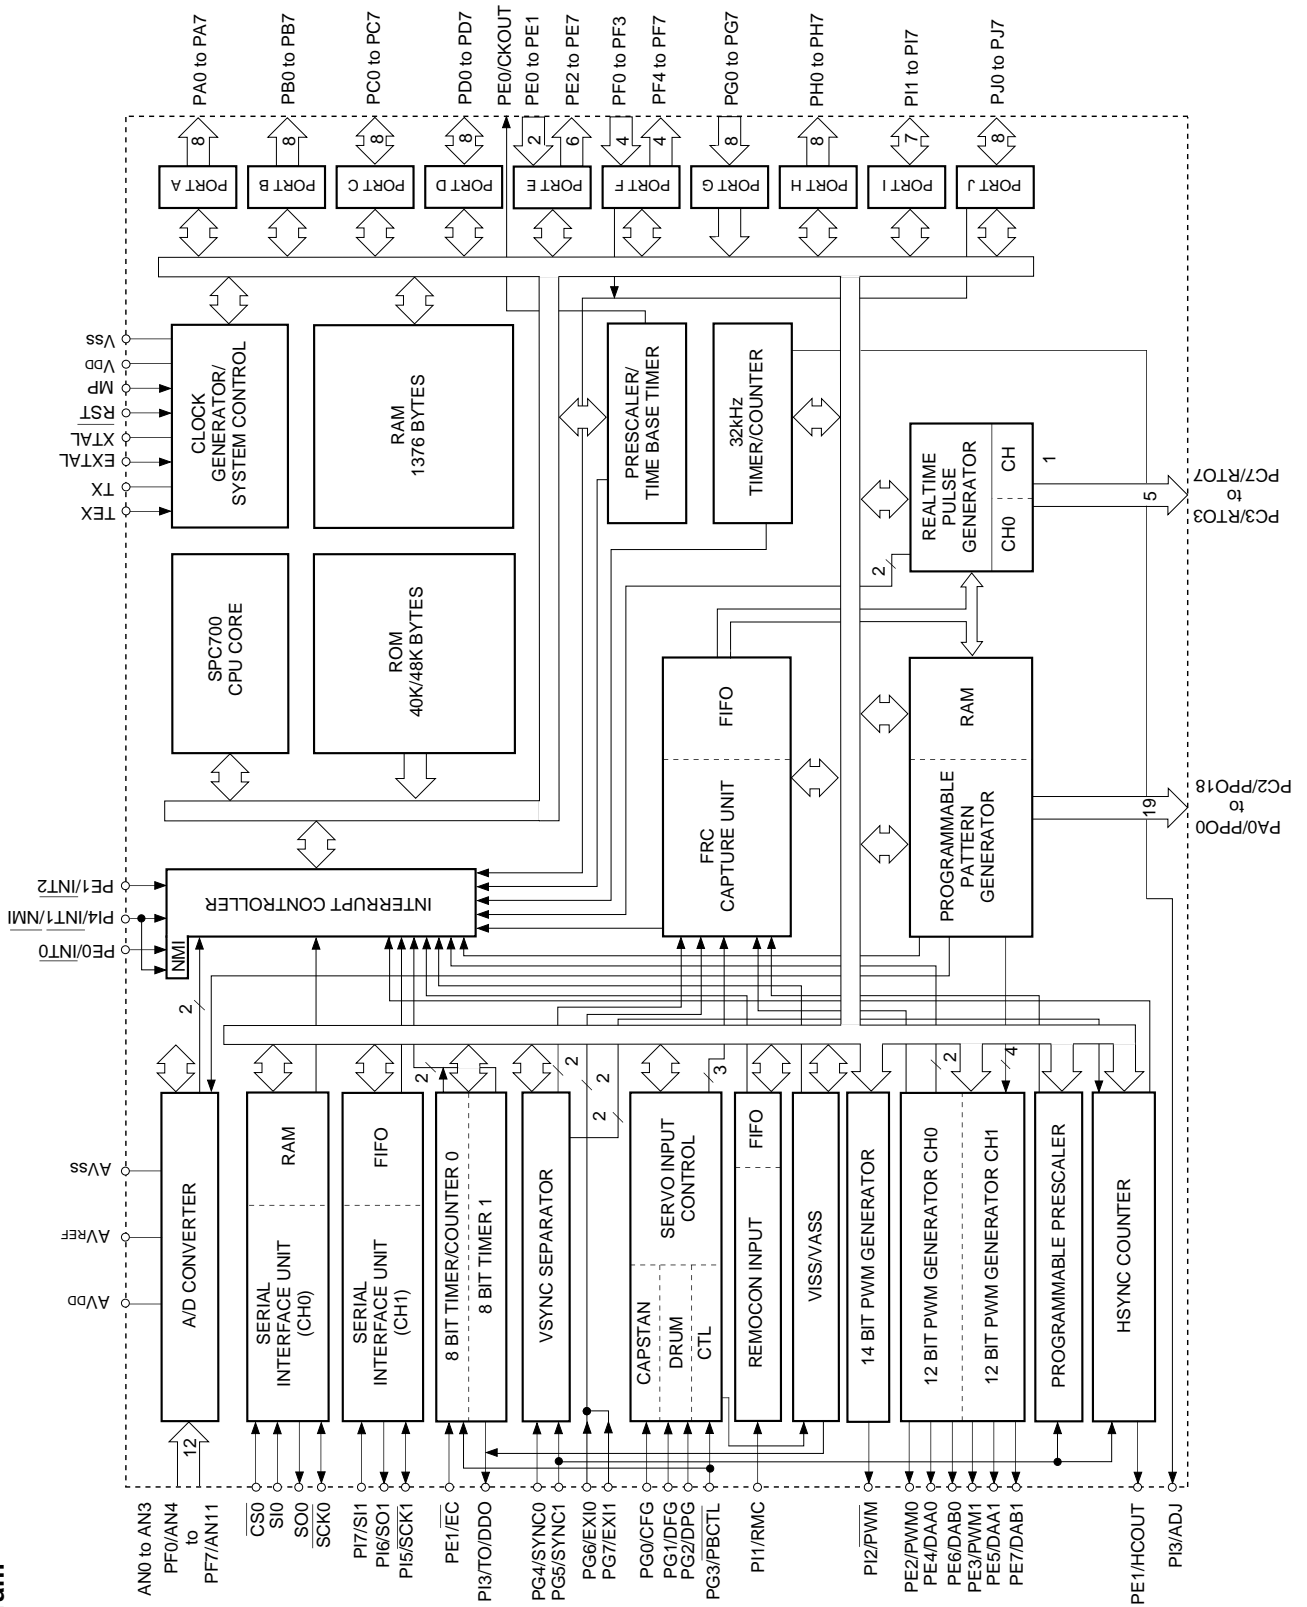 am
PA0 to PA7
PB0 to PB7
PC0 to PC7
PD0 to PD7
PE0/CKOUT
PE0 to PE1
PE2 to PE7
PF0 to PF3
PF4 to PF7
PG0 to PG7
PH0 to PH7
PI1 to PI7
PJ0 to PJ7
8
8
8
8
2
6
4
4
8
8
7
8
PORT A
PORT B
PORT C
PORT D
PORT E
PORT F
PORT G
PORT H
PORT I
PORT J
VSS
VDD
MP
RST
XTAL
EXTAL
TX
TEX
CLOCK
GENERATOR/
SYSTEM CONTROL
RAM
1376 BYTES
PRESCALER/
TIME BASE TIMER
32kHz
TIMER/COUNTER
REALTIME
PULSE
GENERATOR
CH0
CH
1
5
PC3/RTO3
to
PC7/RTO7
2
SPC700
CPU CORE
ROM
40K/48K BYTES
FRC
CAPTURE UNIT
FIFO
PROGRAMMABLE
PATTERN
GENERATOR
RAM
19
PA0/PPO0
to
PC2/PPO18
PE1/INT2
PI4/INT1/NMI
PE0/INT0
INTERRUPT CONTROLLER
NMI
2
2
2
2
2
3
2
4
AVSS
AVREF
AVDD
A/D CONVERTER
SERIAL
INTERFACE UNIT
(CH0)
RAM
SERIAL
INTERFACE UNIT
(CH1)
FIFO
8 BIT TIMER/COUNTER 0
8 BIT TIMER 1
VSYNC SEPARATOR
SERVO INPUT
CONTROL
CAPSTAN
DRUM
CTL
REMOCON INPUT
FIFO
VISS/VASS
14 BIT PWM GENERATOR
12 BIT PWM GENERATOR CH0
12 BIT PWM GENERATOR CH1
PROGRAMMABLE PRESCALER
HSYNC COUNTER
12
AN0 to AN3
PF0/AN4
to
PF7/AN11
CS0
SI0
SO0
SCK0
PI7/SI1
PI6/SO1
PI5/SCK1
PE1/EC
PI3/TO/DDO
PG4/SYNC0
PG5/SYNC1
PG6/EXI0
PG7/EXI1
PG0/CFG
PG1/DFG
PG2/DPG
PG3/PBCTL
PI1/RMC
PI2/PWM
PE2/PWM0
PE4/DAA0
PE6/DAB0
PE3/PWM1
PE5/DAA1
PE7/DAB1
PE1/HCOUT
PI3/ADJ